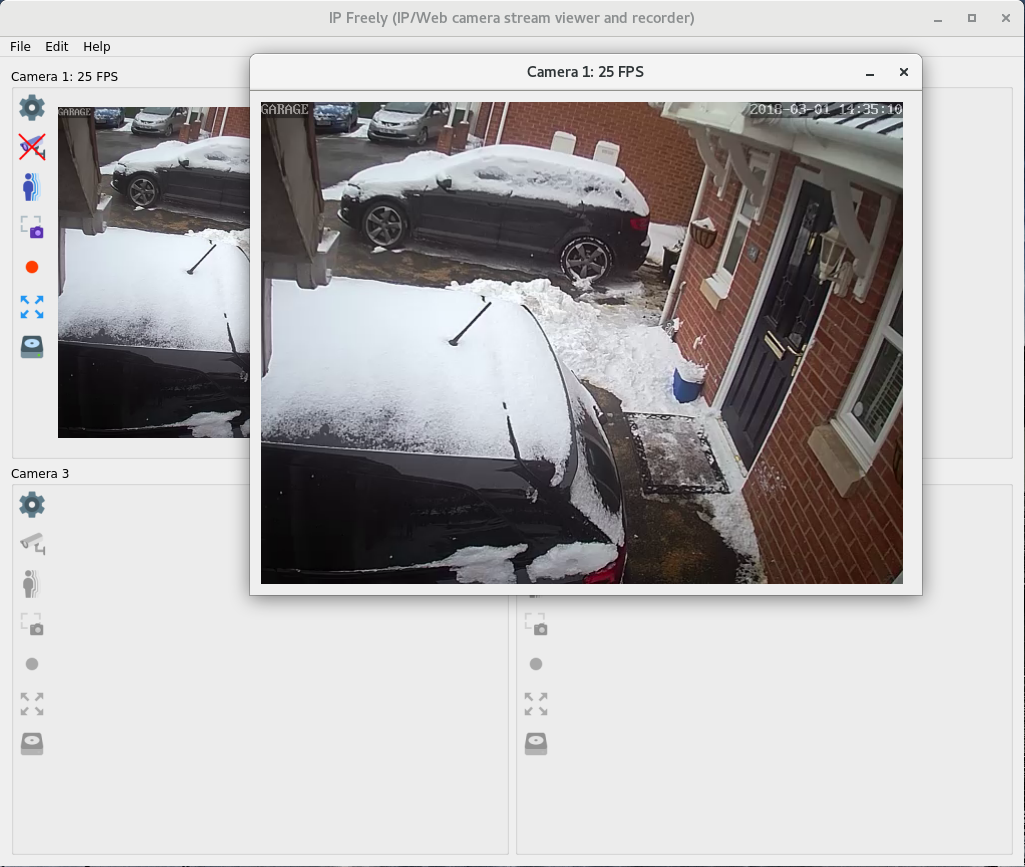 IP Freely (IP/Web camera stream viewer and recorder)
File Edit Help
Camera 1: 25 FPS
GARAGE
Camera 1: 25 FPS
GARAGE 2018-03-01 14:35:10
Camera 3